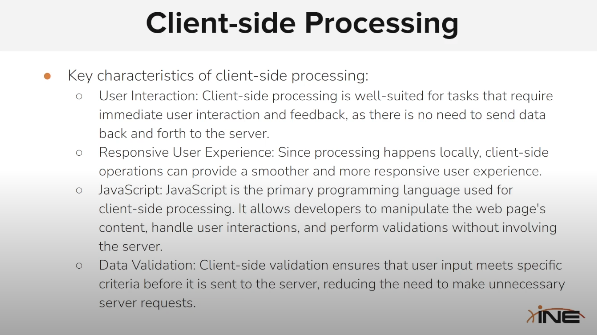 Client-side Processing
● Key characteristics of client-side processing:
○ User Interaction: Client-side processing is well-suited for tasks that require
immediate user interaction and feedback, as there is no need to send data
back and forth to the server.
○ Responsive User Experience: Since processing happens locally, client-side
operations can provide a smoother and more responsive user experience.
○ JavaScript: JavaScript is the primary programming language used for
client-side processing. It allows developers to manipulate the web page's
content, handle user interactions, and perform validations without involving
the server.
○ Data Validation: Client-side validation ensures that user input meets specific
criteria before it is sent to the server, reducing the need to make unnecessary
server requests.
INE